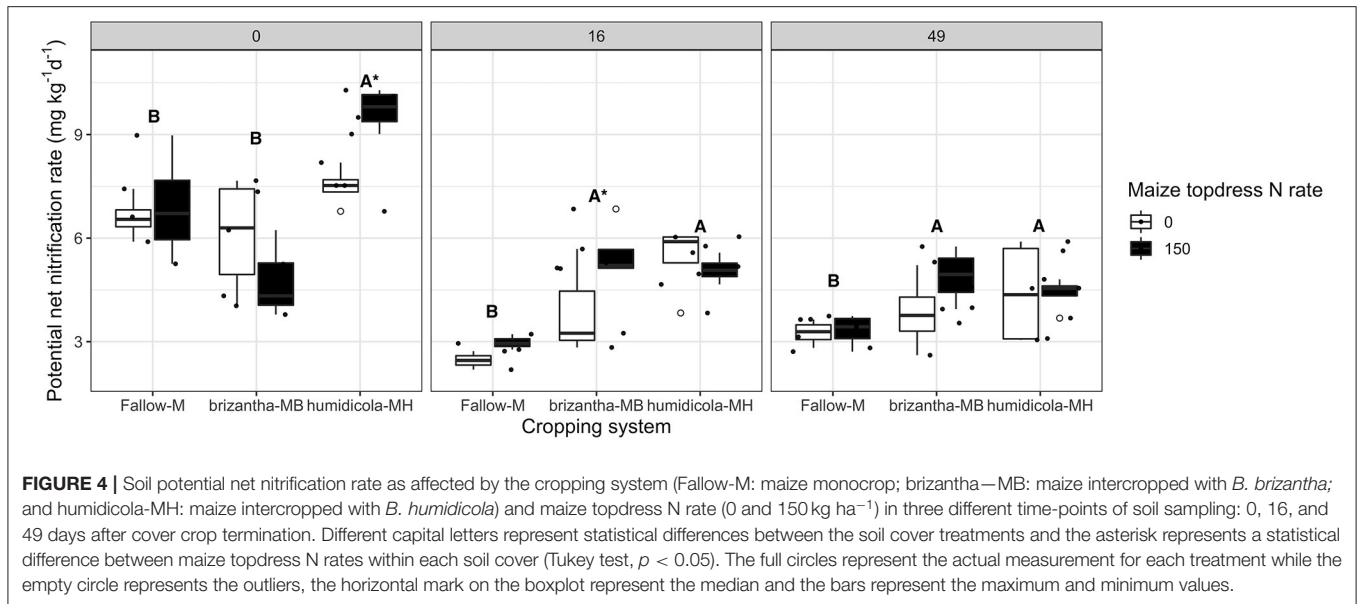 0 16 49
Potential net nitrification rate (mg kg⁻¹d⁻¹)
9
6
3
B B A*
B A* A
B A A
Fallow-M brizantha-MB humidicola-MH
Fallow-M brizantha-MB humidicola-MH
Fallow-M brizantha-MB humidicola-MH
Cropping system
Maize topdress N rate
0
150
FIGURE 4 | Soil potential net nitrification rate as affected by the cropping system (Fallow-M: maize monocrop; brizantha—MB: maize intercropped with B. brizantha;
and humidicola-MH: maize intercropped with B. humidicola) and maize topdress N rate (0 and 150 kg ha⁻¹) in three different time-points of soil sampling: 0, 16, and
49 days after cover crop termination. Different capital letters represent statistical differences between the soil cover treatments and the asterisk represents a statistical
difference between maize topdress N rates within each soil cover (Tukey test, p < 0.05). The full circles represent the actual measurement for each treatment while the
empty circle represents the outliers, the horizontal mark on the boxplot represent the median and the bars represent the maximum and minimum values.